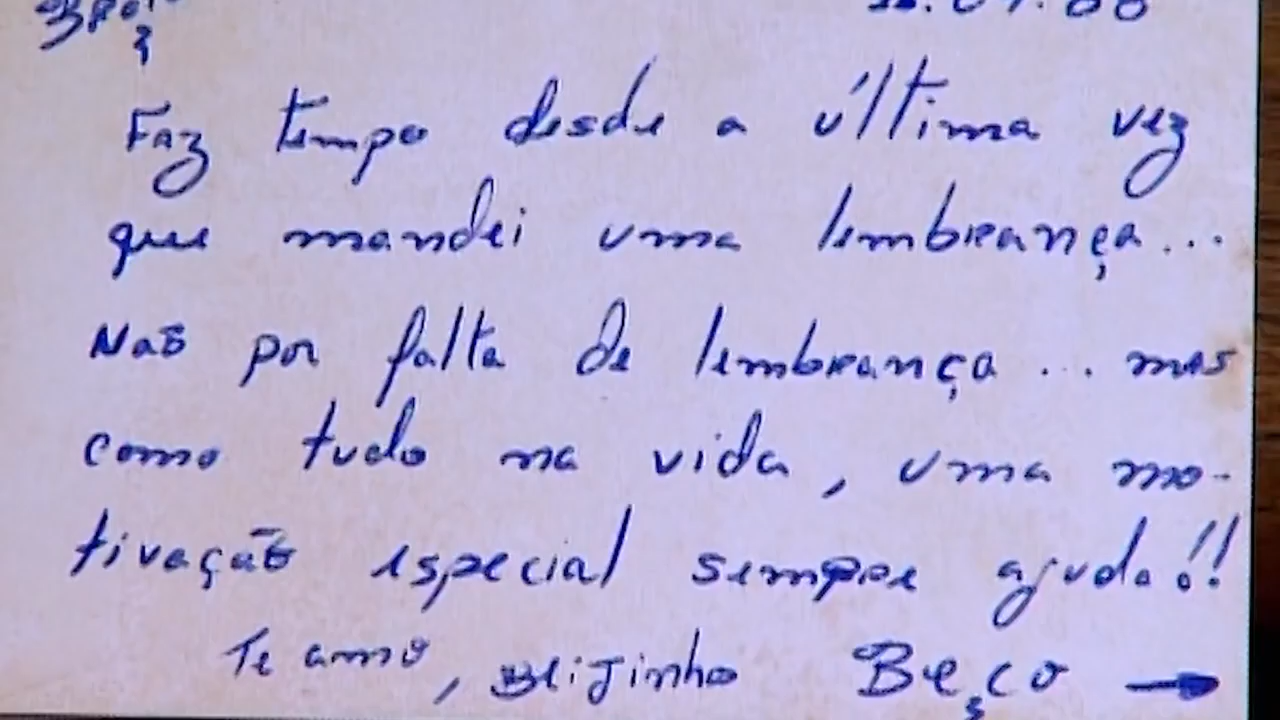 Faz tempo desde a última vez
que mandei uma lembrança...
Não por falta de lembrança... mas
como tudo na vida, uma mo-
tivação especial sempre ajuda!!
Te amo, Beijinho Beço